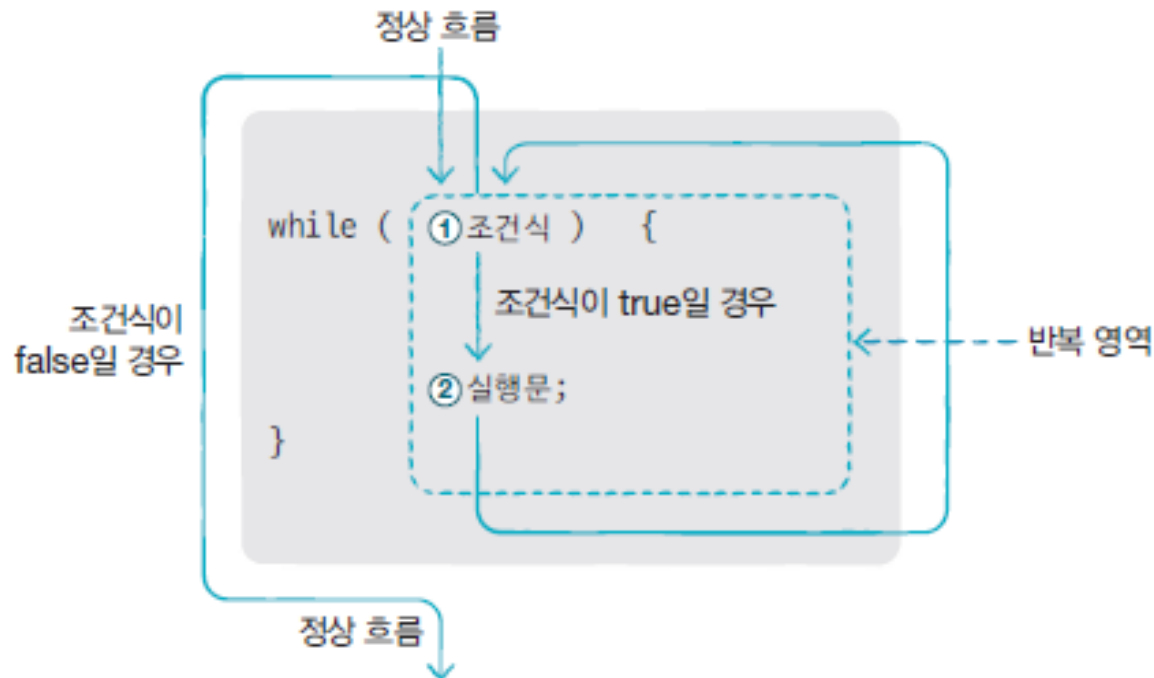 정상 흐름
while ( ①조건식 ) {
조건식이 true일 경우
조건식이
false일 경우
반복 영역
②실행문;
}
정상 흐름